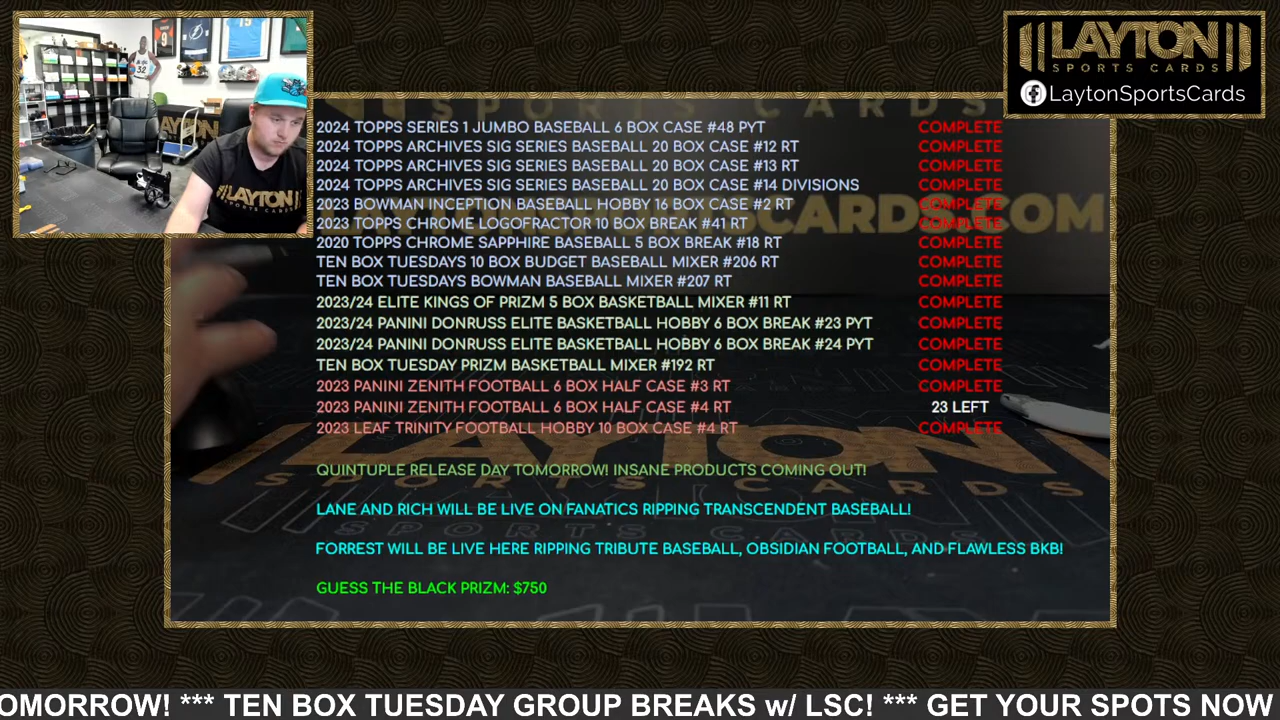 LAYTON
SPORTS CARDS
LaytonSportsCards
SPORTS CARDS
2024 TOPPS SERIES 1 JUMBO BASEBALL 6 BOX CASE #48 PYT COMPLETE
2024 TOPPS ARCHIVES SIG SERIES BASEBALL 20 BOX CASE #12 RT COMPLETE
2024 TOPPS ARCHIVES SIG SERIES BASEBALL 20 BOX CASE #13 RT COMPLETE
2024 TOPPS ARCHIVES SIG SERIES BASEBALL 20 BOX CASE #14 DIVISIONS COMPLETE
2023 BOWMAN INCEPTION BASEBALL HOBBY 16 BOX CASE #2 RT COMPLETE
2023 TOPPS CHROME LOGOFRACTOR 10 BOX BREAK #41 RT COMPLETE
2020 TOPPS CHROME SAPPHIRE BASEBALL 5 BOX BREAK #18 RT COMPLETE
TEN BOX TUESDAYS 10 BOX BUDGET BASEBALL MIXER #206 RT COMPLETE
TEN BOX TUESDAYS BOWMAN BASEBALL MIXER #207 RT COMPLETE
2023/24 ELITE KINGS OF PRIZM 5 BOX BASKETBALL MIXER #11 RT COMPLETE
2023/24 PANINI DONRUSS ELITE BASKETBALL HOBBY 6 BOX BREAK #23 PYT COMPLETE
2023/24 PANINI DONRUSS ELITE BASKETBALL HOBBY 6 BOX BREAK #24 PYT COMPLETE
TEN BOX TUESDAY PRIZM BASKETBALL MIXER #192 RT COMPLETE
2023 PANINI ZENITH FOOTBALL 6 BOX HALF CASE #3 RT COMPLETE
2023 PANINI ZENITH FOOTBALL 6 BOX HALF CASE #4 RT 23 LEFT
2023 LEAF TRINITY FOOTBALL HOBBY 10 BOX CASE #4 RT COMPLETE
LAYTON
SPORTS CARDS
QUINTUPLE RELEASE DAY TOMORROW! INSANE PRODUCTS COMING OUT!
LANE AND RICH WILL BE LIVE ON FANATICS RIPPING TRANSCENDENT BASEBALL!
FORREST WILL BE LIVE HERE RIPPING TRIBUTE BASEBALL, OBSIDIAN FOOTBALL, AND FLAWLESS BKB!
GUESS THE BLACK PRIZM: $750
OMORROW! *** TEN BOX TUESDAY GROUP BREAKS w/ LSC! *** GET YOUR SPOTS NOW